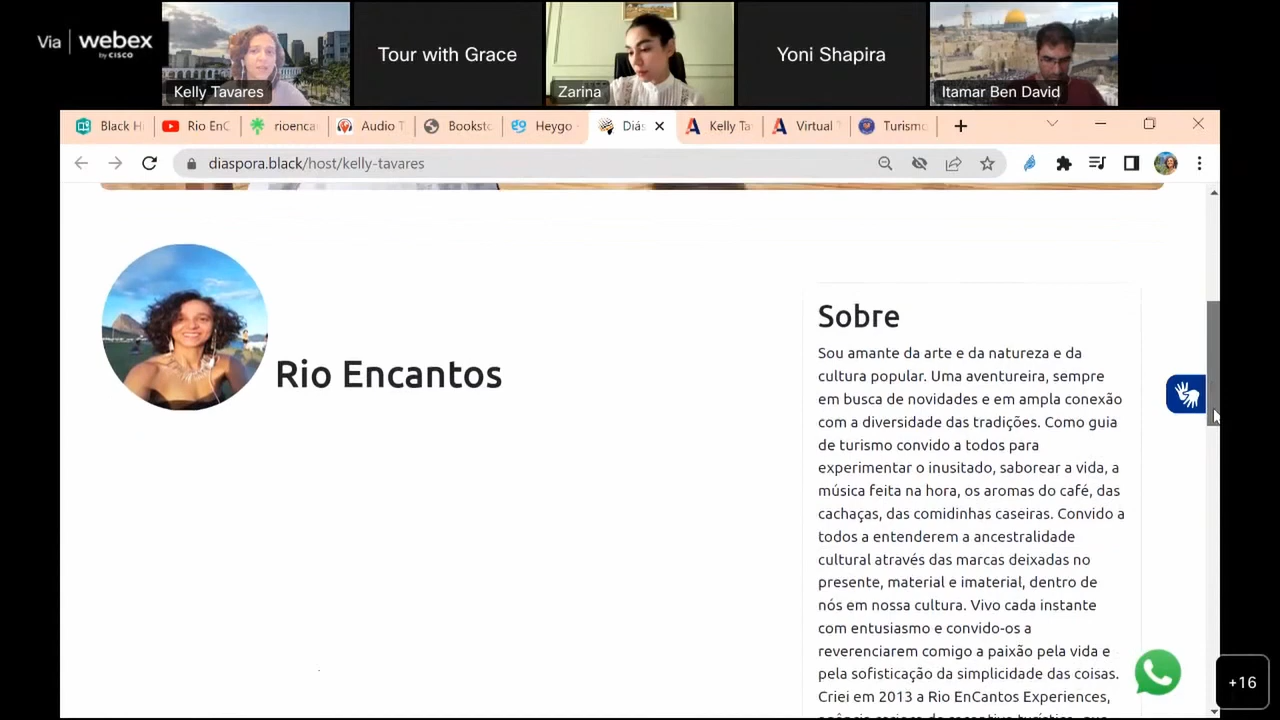 Via | webex
by CISCO
Kelly Tavares
Tour with Grace
Zarina
Yoni Shapira
Itamar Ben David
Black H
Rio EnC
rioenca
Audio T
Bookst
Heygo
Diás
Kelly Ta
Virtual
Turismo
diaspora.black/host/kelly-tavares
Rio Encantos
Sobre
Sou amante da arte e da natureza e da
cultura popular. Uma aventureira, sempre
em busca de novidades e em ampla conexão
com a diversidade das tradições. Como guia
de turismo convido a todos para
experimentar o inusitado, saborear a vida, a
música feita na hora, os aromas do café, das
cachaças, das comidinhas caseiras. Convido a
todos a entenderem a ancestralidade
cultural através das marcas deixadas no
presente, material e imaterial, dentro de
nós em nossa cultura. Vivo cada instante
com entusiasmo e convido-os a
reverenciarem comigo a paixão pela vida e
pela sofisticação da simplicidade das coisas.
Criei em 2013 a Rio EnCantos Experiences,
+16